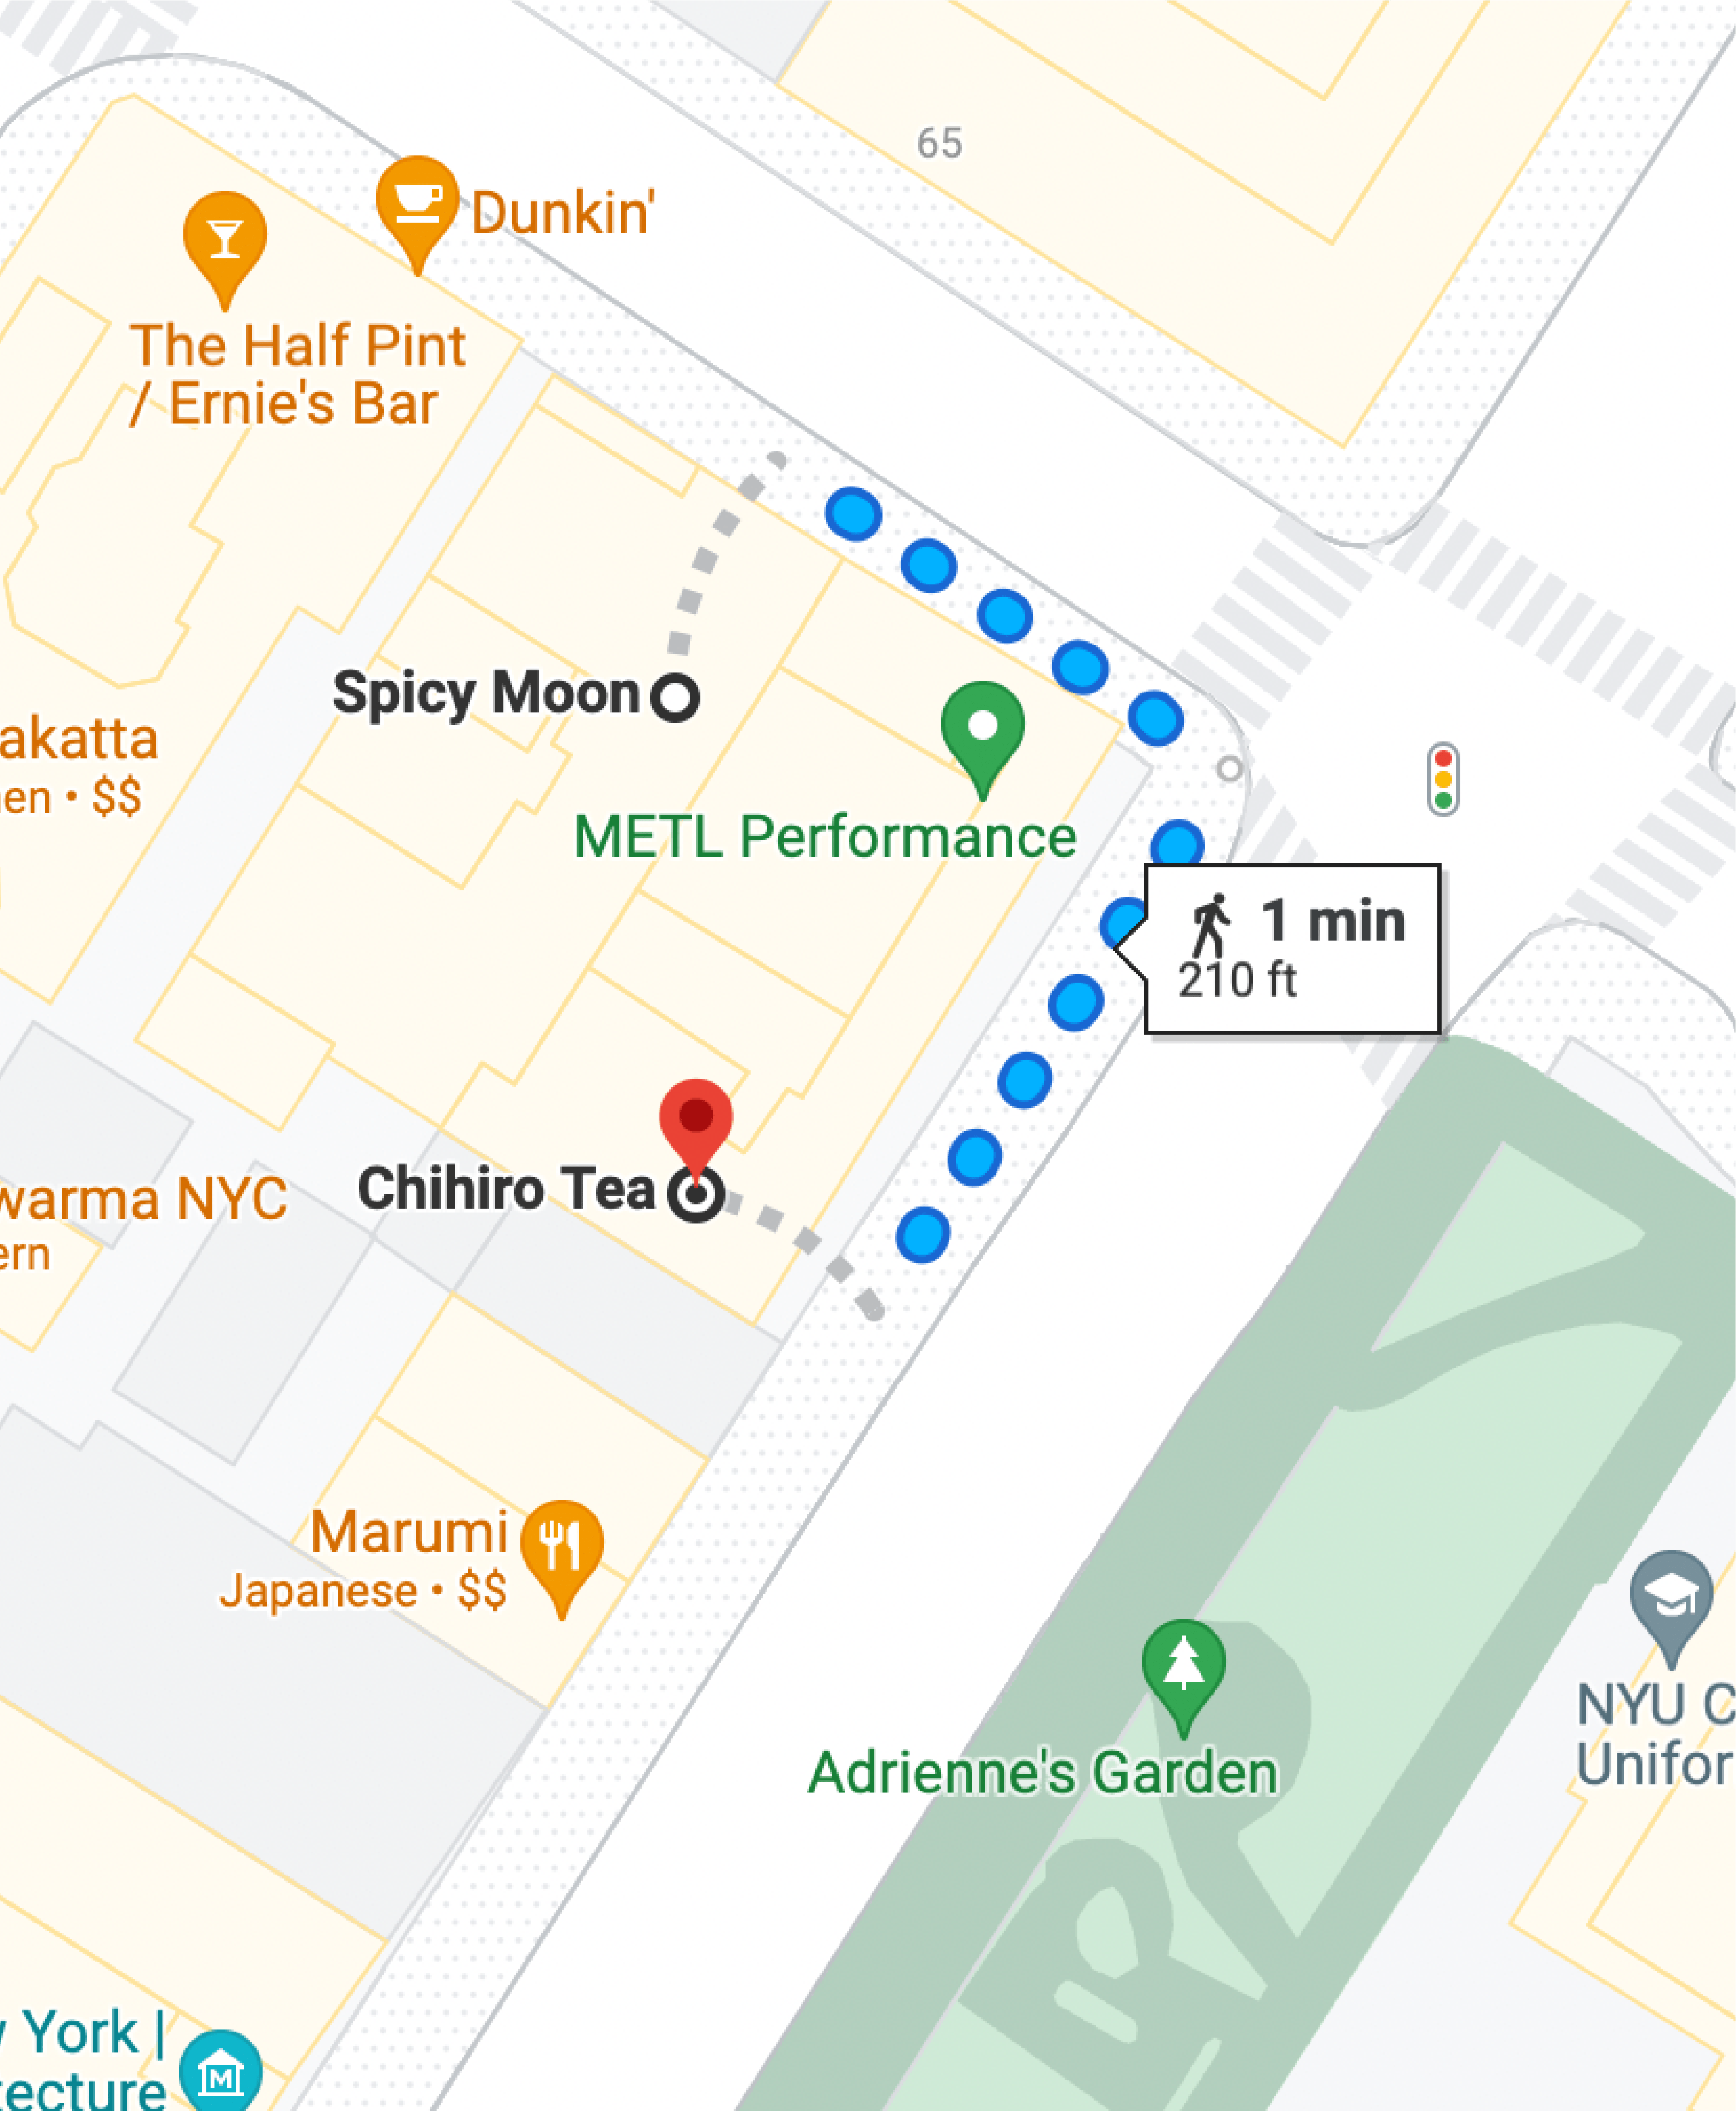 65
Dunkin'
The Half Pint
/ Ernie's Bar
Spicy Moon
akatta
en • $$
METL Performance
1 min
210 ft
Chihiro Tea
warma NYC
ern
Marumi
Japanese • $$
Adrienne's Garden
NYU C
Unifor
York |
tecture
M